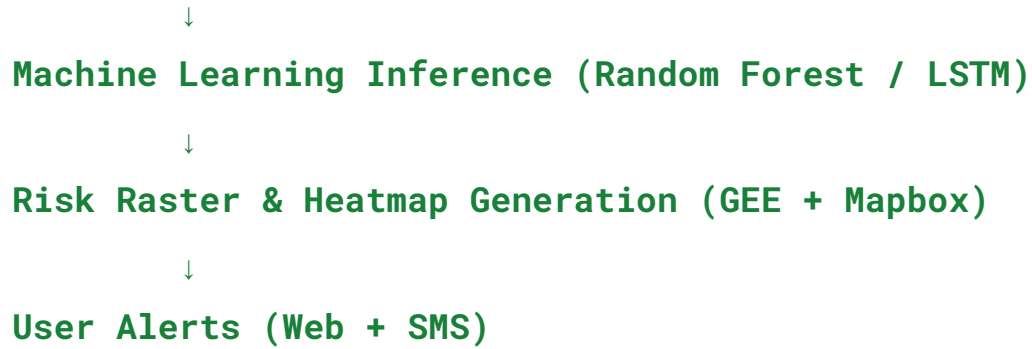 ↓
Machine Learning Inference (Random Forest / LSTM)
↓
Risk Raster & Heatmap Generation (GEE + Mapbox)
↓
User Alerts (Web + SMS)